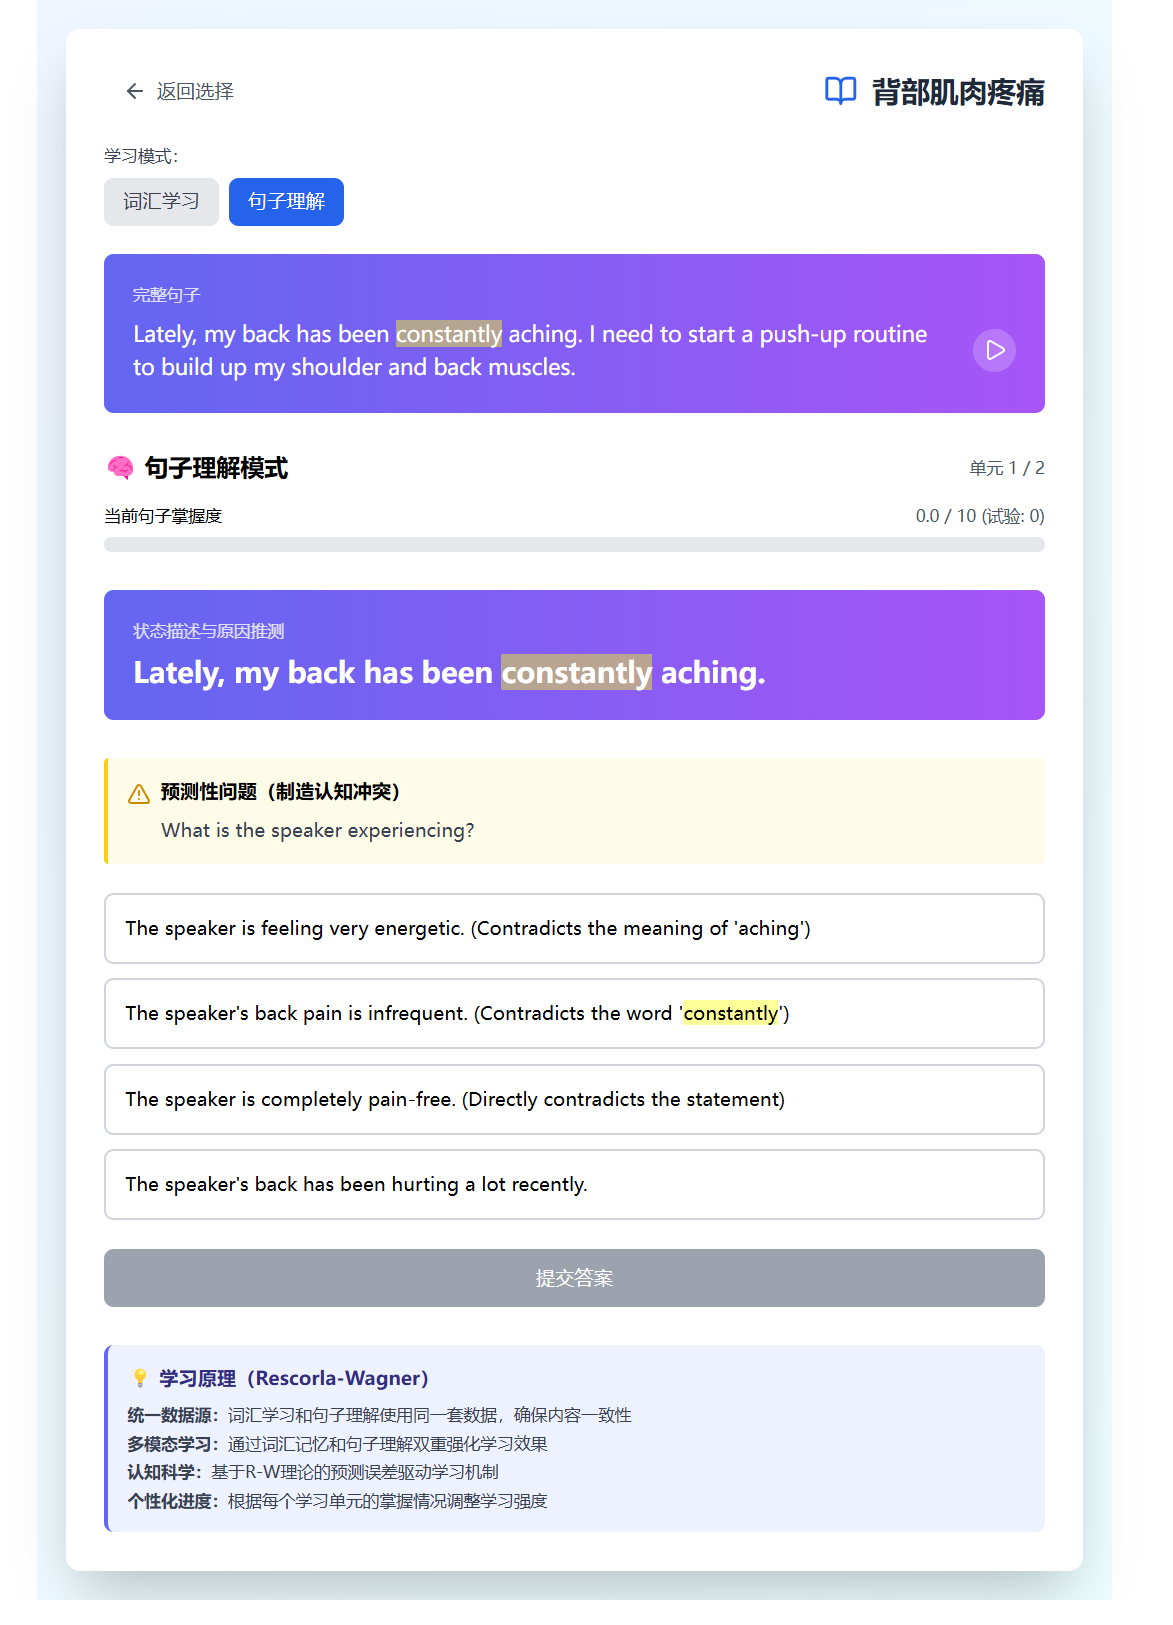 返回选择
背部肌肉疼痛
学习模式：
词汇学习
句子理解
完整句子
Lately, my back has been constantly aching. I need to start a push-up routine
to build up my shoulder and back muscles.
句子理解模式
单元 1 / 2
当前句子掌握度
0.0 / 10 (试验: 0)
状态描述与原因推测
Lately, my back has been constantly aching.
预测性问题（制造认知冲突）
What is the speaker experiencing?
The speaker is feeling very energetic. (Contradicts the meaning of 'aching')
The speaker's back pain is infrequent. (Contradicts the word 'constantly')
The speaker is completely pain-free. (Directly contradicts the statement)
The speaker's back has been hurting a lot recently.
提交答案
学习原理（Rescorla-Wagner）
统一数据源：词汇学习和句子理解使用同一套数据，确保内容一致性
多模态学习：通过词汇记忆和句子理解双重强化学习效果
认知科学：基于R-W理论的预测误差驱动学习机制
个性化进度：根据每个学习单元的掌握情况调整学习强度